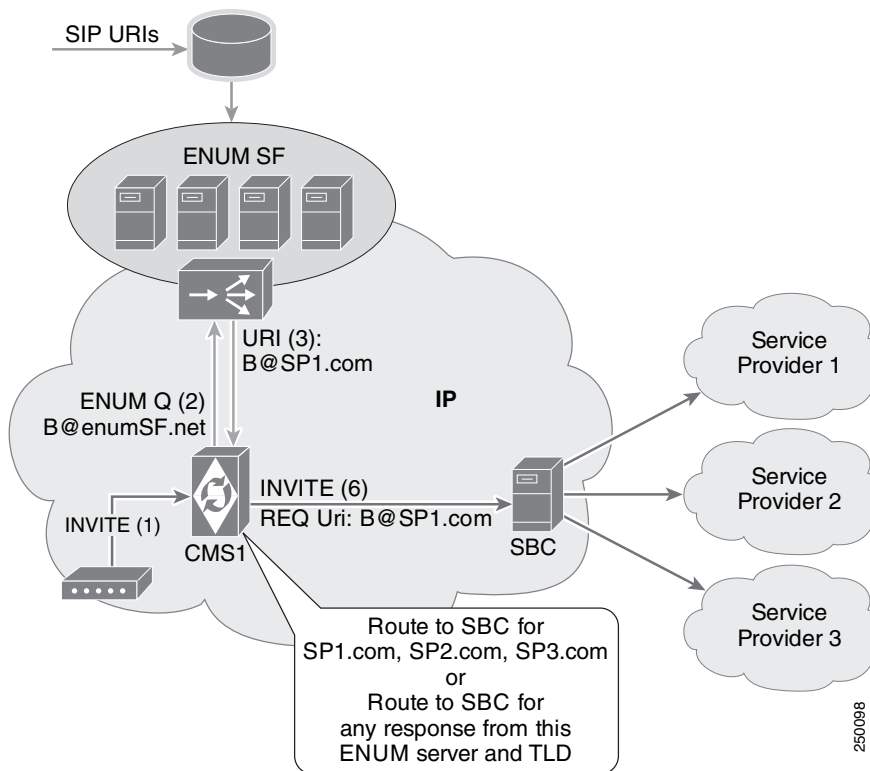 SIP URIs
ENUM SF
URI (3):
B@SP1.com
ENUM Q (2)
B@enumSF.net
IP
INVITE (1)
CMS1
INVITE (6)
REQ Uri: B@SP1.com
SBC
Service
Provider 1
Service
Provider 2
Service
Provider 3
Route to SBC for
SP1.com, SP2.com, SP3.com
or
Route to SBC for
any response from this
ENUM server and TLD
250098